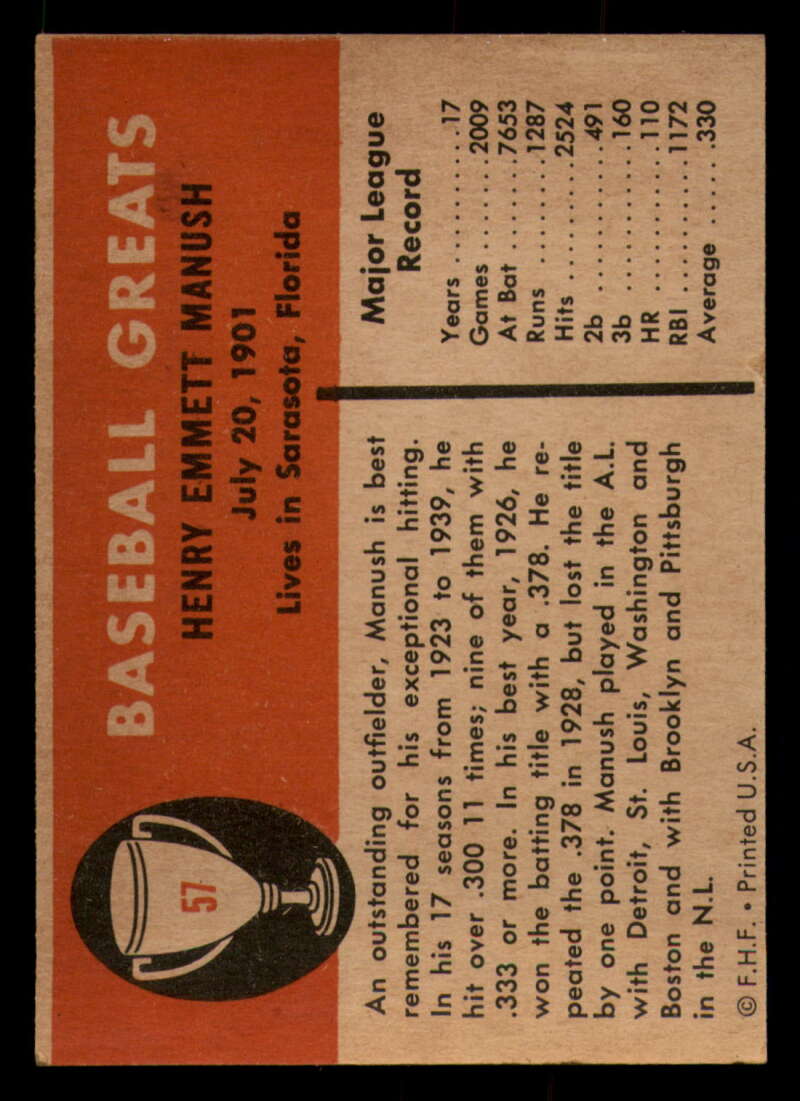 57
BASEBALL GREATS
HENRY EMMETT MANUSH
July 20, 1901
Lives in Sarasota, Florida
An outstanding outfielder, Manush is best
remembered for his exceptional hitting.
In his 17 seasons from 1923 to 1939, he
hit over .300 11 times; nine of them with
.333 or more. In his best year, 1926, he
won the batting title with a .378. He re-
peated the .378 in 1928, but lost the title
by one point. Manush played in the A.L.
with Detroit, St. Louis, Washington and
Boston and with Brooklyn and Pittsburgh
in the N.L.
© F.H.F. • Printed U.S.A.
Major League
Record
Years ..........17
Games .......2009
At Bat .......7653
Runs ........1287
Hits .........2524
2b ...........491
3b ...........160
HR ..........110
RBI .........1172
Average ......330